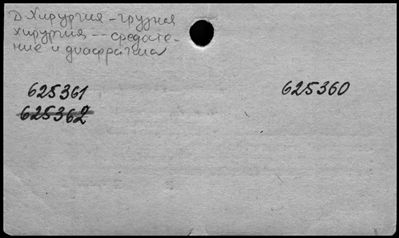 Д Хирургия - грудная
хирургия -- средосте-
ние и диафрагма
625361 625360
625362